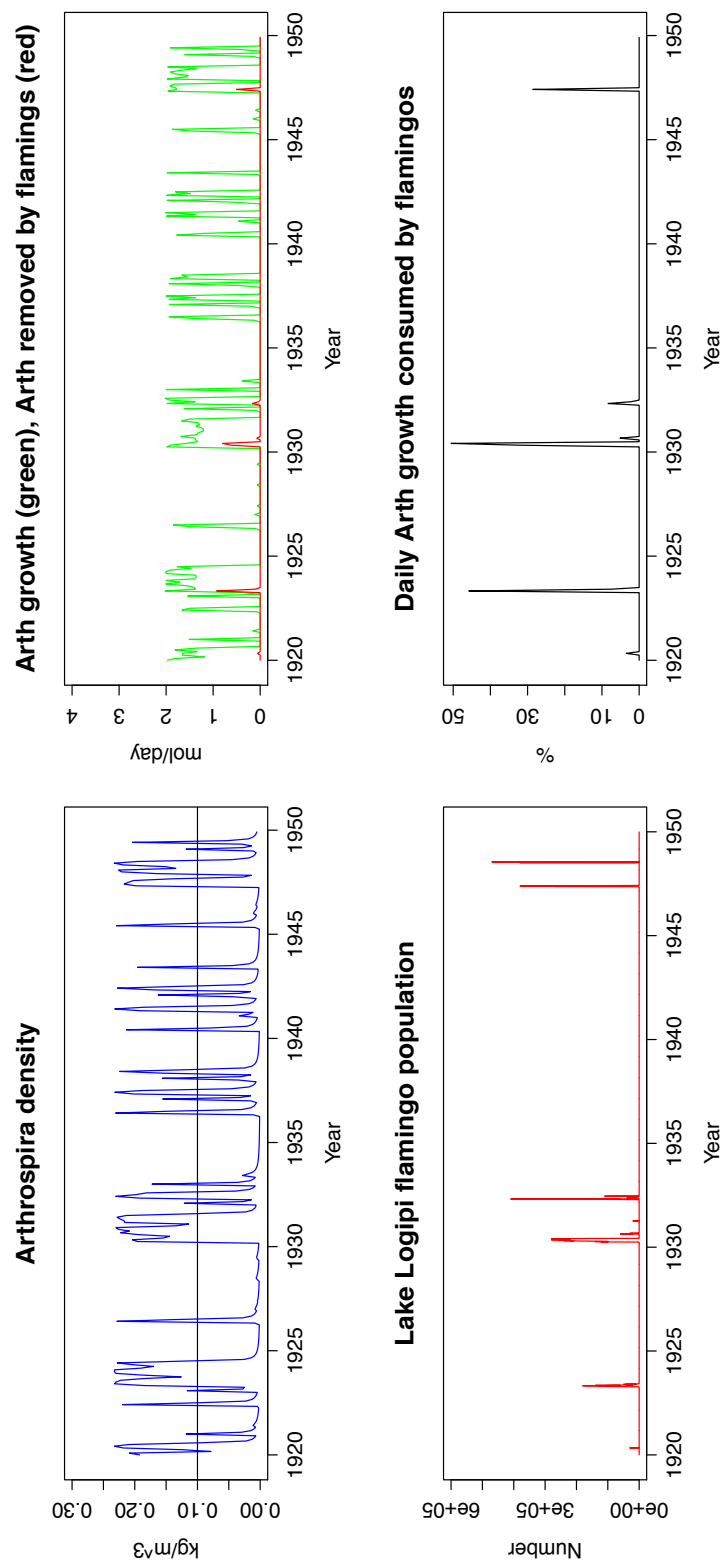 Arthrospira density
kg/m^3
0.00 0.10 0.20 0.30
1920 1925 1930 1935 1940 1945 1950
Year
Arth growth (green), Arth removed by flamings (red)
mol/day
0 1 2 3 4
1920 1925 1930 1935 1940 1945 1950
Year
Lake Logipi flamingo population
Number
0e+00 3e+05 6e+05
1920 1925 1930 1935 1940 1945 1950
Year
Daily Arth growth consumed by flamingos
%
0 10 30 50
1920 1925 1930 1935 1940 1945 1950
Year